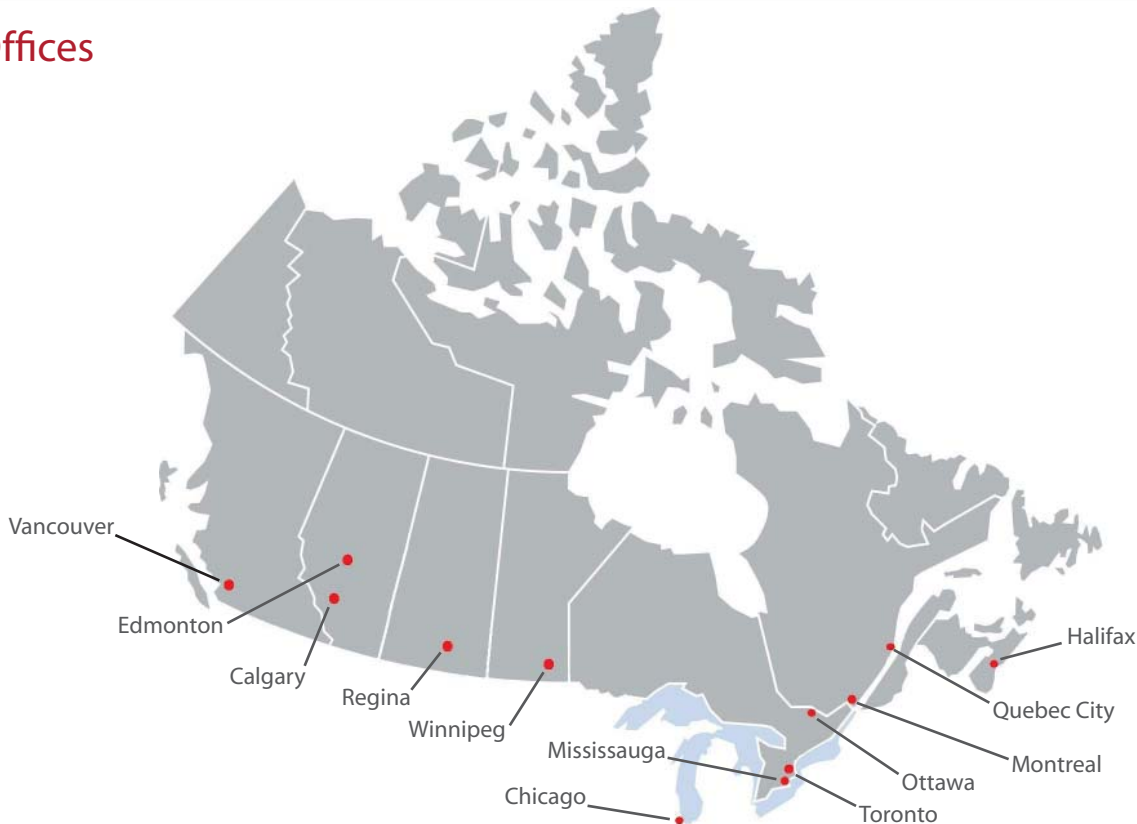 ffices
Vancouver
Edmonton
Calgary
Regina
Winnipeg
Halifax
Quebec City
Montreal
Mississauga
Ottawa
Chicago
Toronto